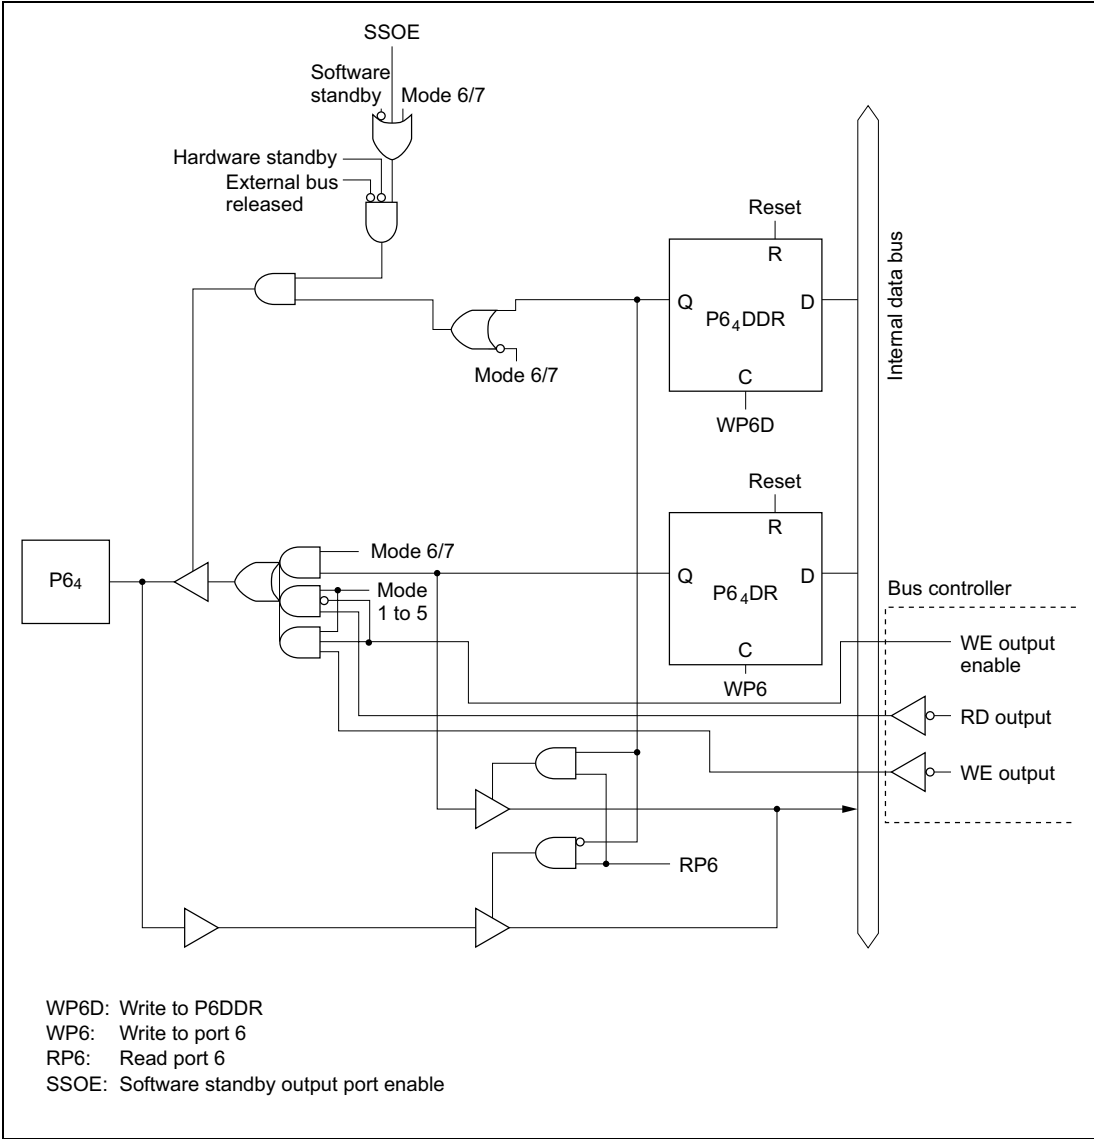 SSOE
Software
standby
Mode 6/7
Hardware standby
External bus
released
Reset
R
Q
P6₄DDR
D
C
WP6D
Mode 6/7
Internal data bus
Reset
R
Q
P6₄DR
D
C
WP6
P6₄
Mode 6/7
Mode
1 to 5
Bus controller
WE output
enable
RD output
WE output
RP6
WP6D: Write to P6DDR
WP6: Write to port 6
RP6: Read port 6
SSOE: Software standby output port enable